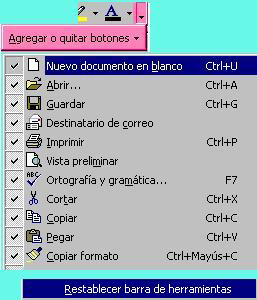 A
Agregar o quitar botones
Nuevo documento en blanco Ctrl+U
Abrir... Ctrl+A
Guardar Ctrl+G
Destinatario de correo
Imprimir Ctrl+P
Vista preliminar
ABC Ortografía y gramática... F7
Cortar Ctrl+X
Copiar Ctrl+C
Pegar Ctrl+V
Copiar formato Ctrl+Mayús+C
Restablecer barra de herramientas